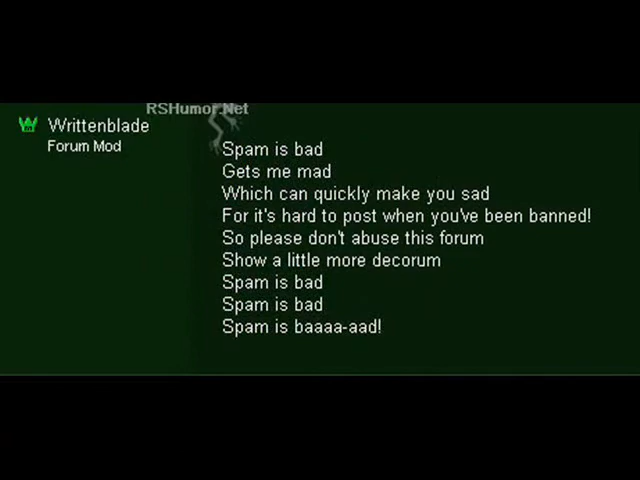 RSHumor.Net
Writtenblade
Forum Mod
Spam is bad
Gets me mad
Which can quickly make you sad
For it's hard to post when you've been banned!
So please don't abuse this forum
Show a little more decorum
Spam is bad
Spam is bad
Spam is baaaa-aad!